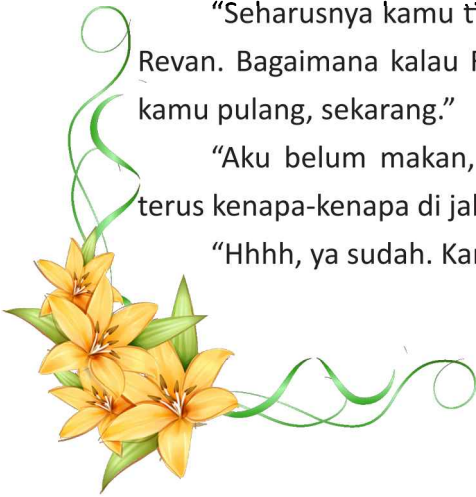 “Seharusnya kamu
Revan. Bagaimana kalau
kamu pulang, sekarang.”
“Aku belum makan,
terus kenapa-kenapa di
“Hhhh, ya sudah.